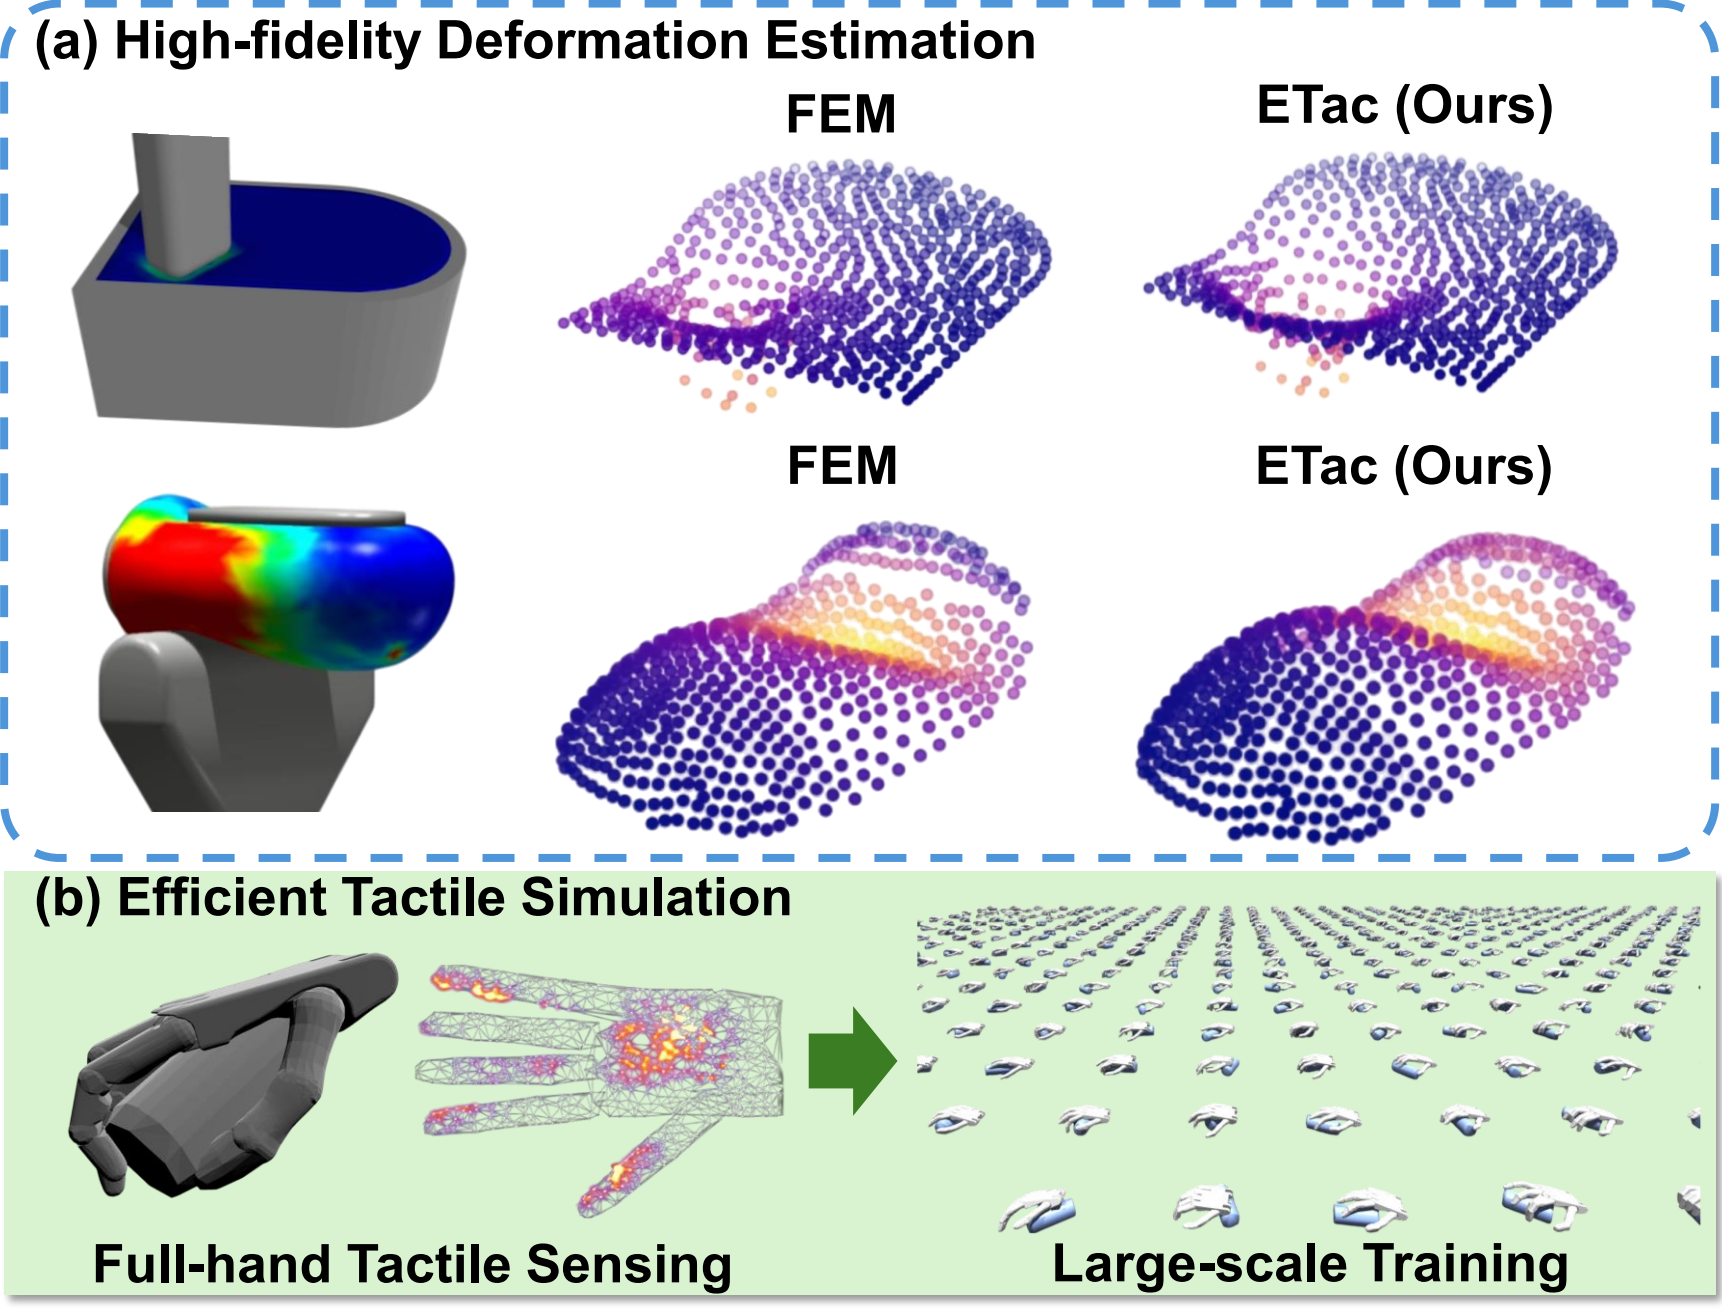 (a) High-fidelity Deformation Estimation
FEM
ETac (Ours)
FEM
ETac (Ours)
(b) Efficient Tactile Simulation
Full-hand Tactile Sensing
Large-scale Training